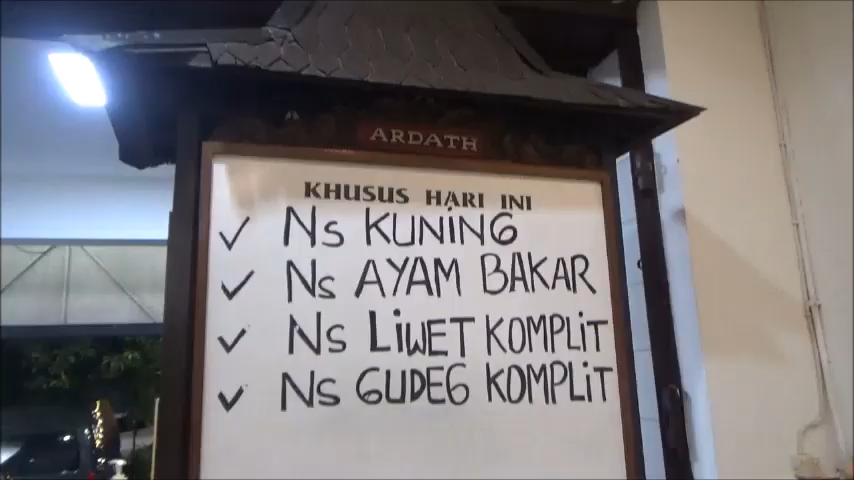 ARDATH
KHUSUS HARI INI
✓ Ns KUNiNG
✓ Ns AYAM BAKAR
✓ Ns LiWET KOMPLiT
✓ Ns GUDEG KOMPLiT